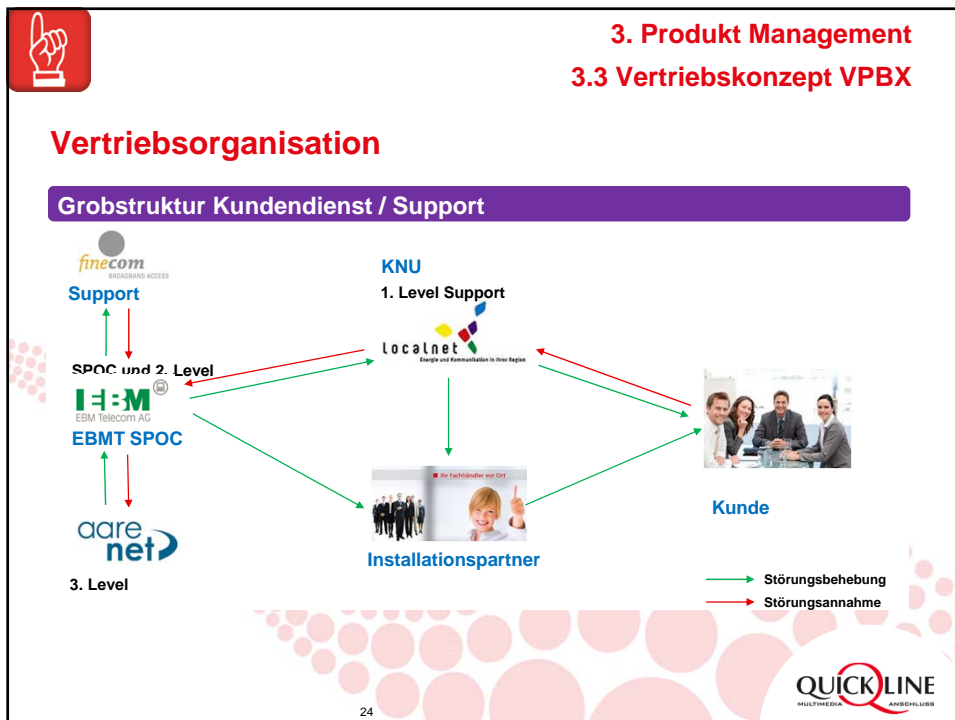 3. Produkt Management
3.3 Vertriebskonzept VPBX
Vertriebsorganisation
Grobstruktur Kundendienst / Support
finecom
BROADBAND ACCESS
Support
KNU
1. Level Support
localnet
Energie und Kommunikation in Ihrer Region
SPOC und 2. Level
EBM
EBM Telecom AG
EBMT SPOC
Ihr Fachhändler vor Ort
Installationspartner
Kunde
aare
net
3. Level
Störungsbehebung
Störungsannahme
QUICKLINE
MULTIMEDIA ANSCHLUSS
24